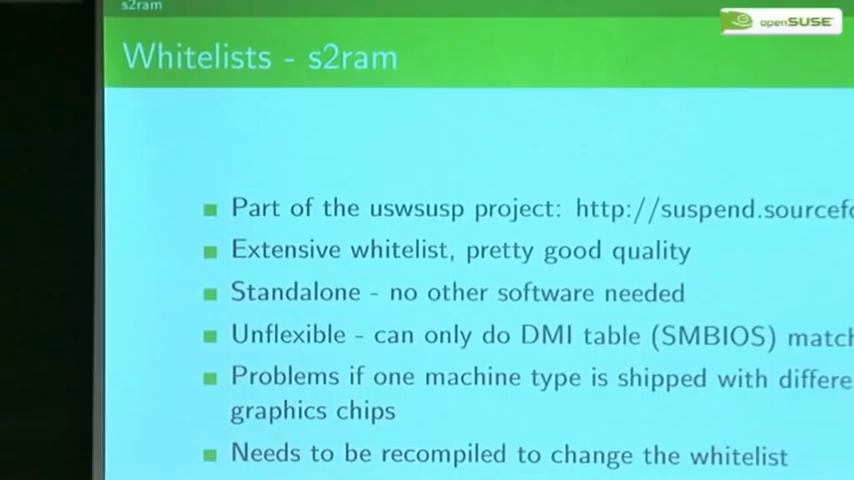 s2ram
openSUSE
Whitelists - s2ram
Part of the uswsusp project: http://suspend.sourcefo
Extensive whitelist, pretty good quality
Standalone - no other software needed
Unflexible - can only do DMI table (SMBIOS) match
Problems if one machine type is shipped with differe
graphics chips
Needs to be recompiled to change the whitelist